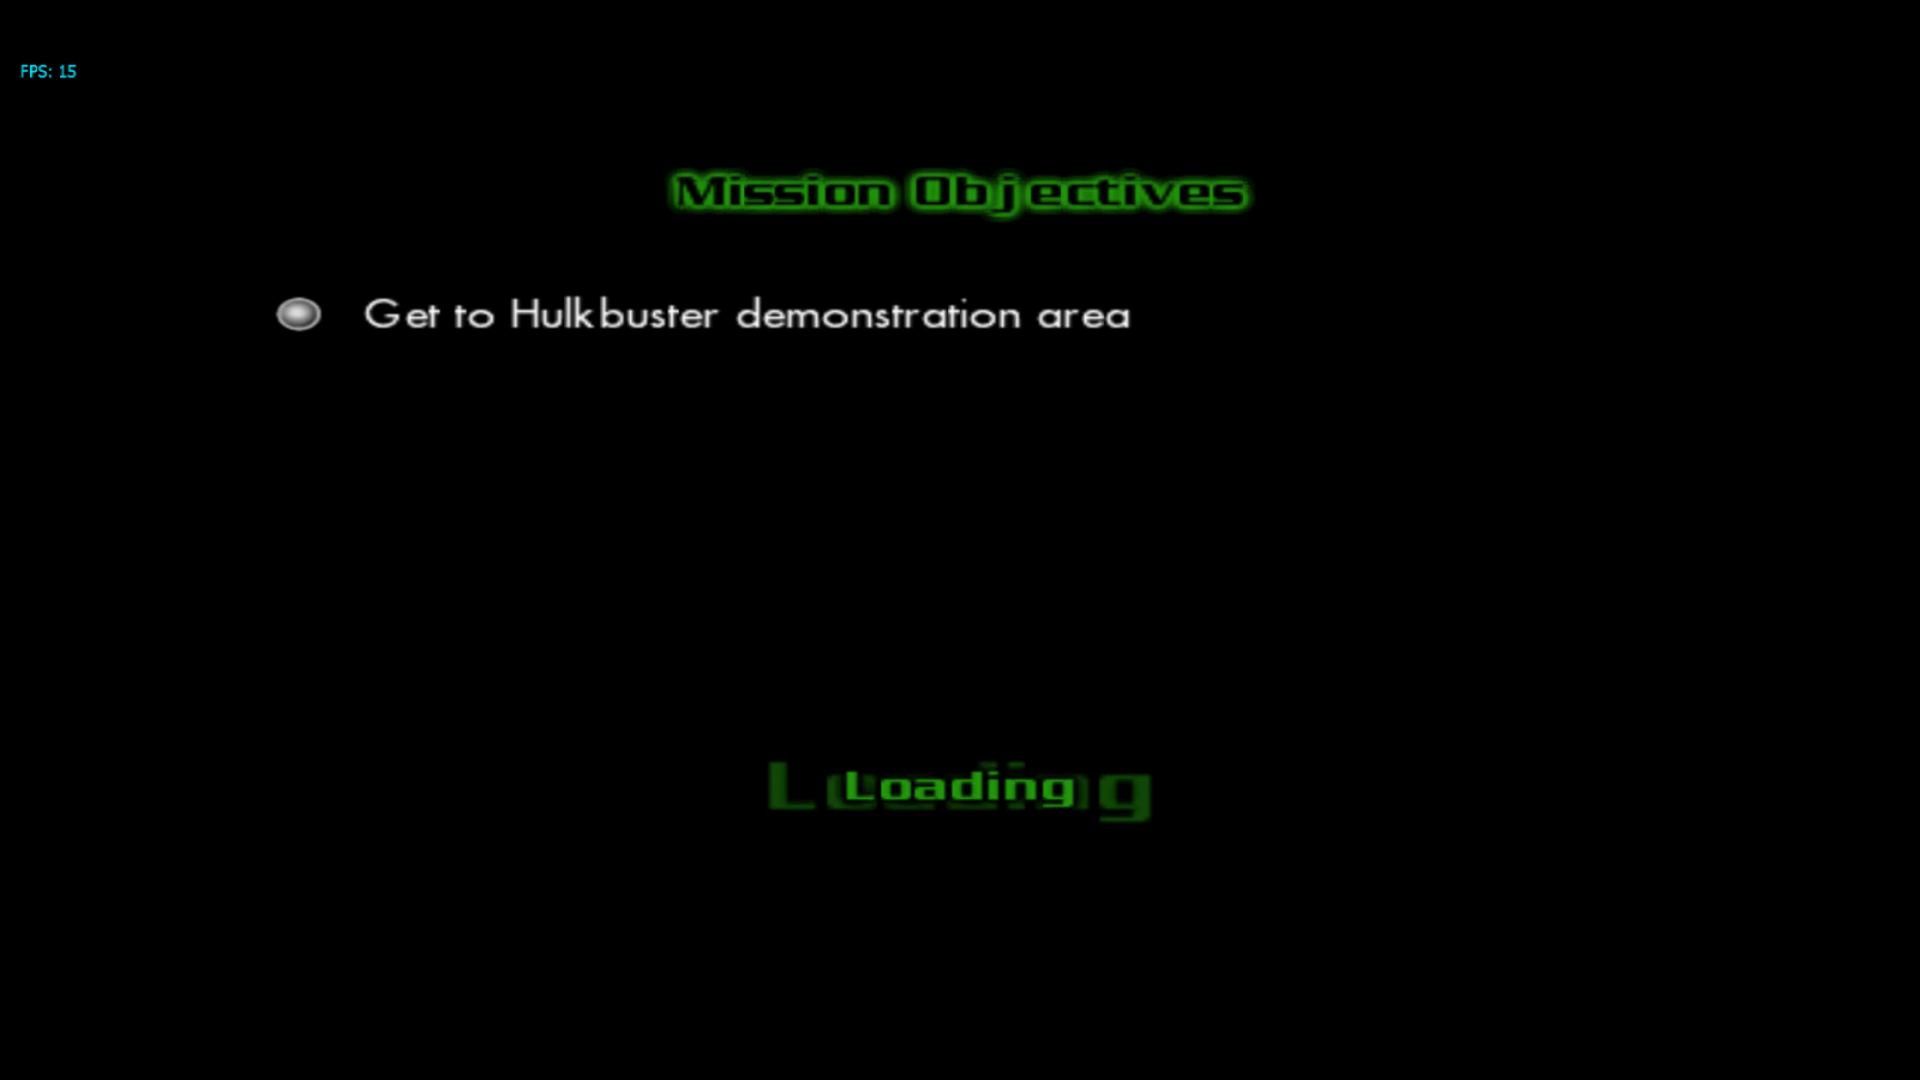 FPS: 15
Mission Objectives
Get to Hulkbuster demonstration area
Loading